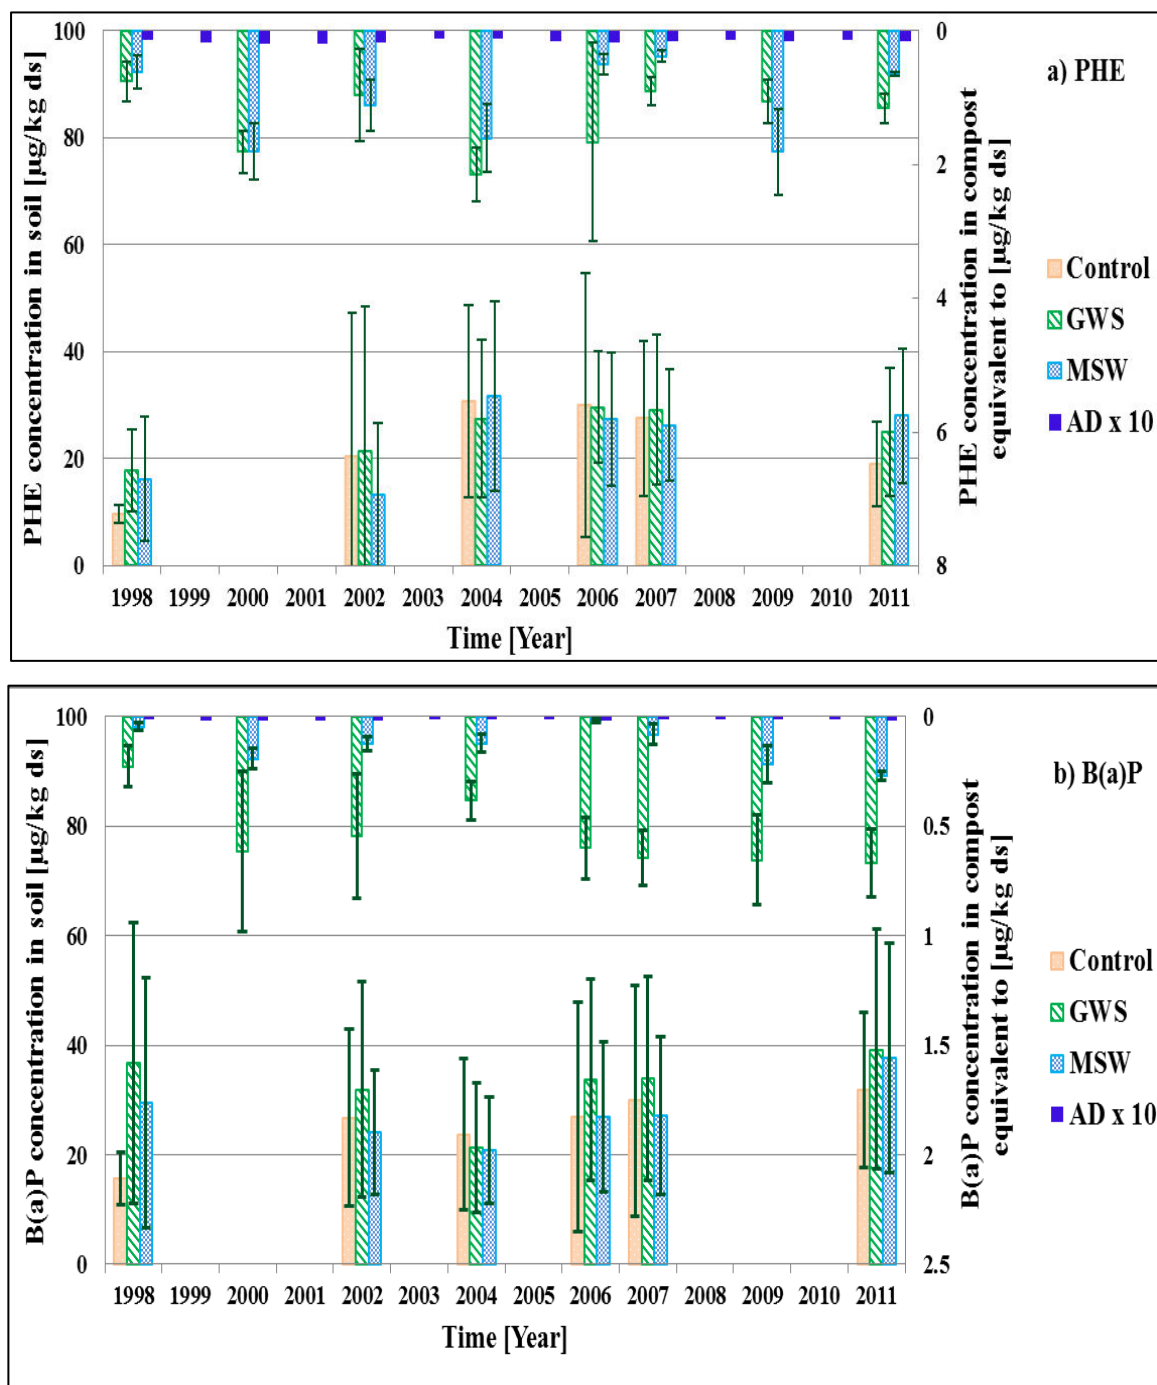 a) PHE
PHE concentration in soil [µg/kg ds]
100
80
60
40
20
0
0
2
4
6
8
PHE concentration in compost
equivalent to [µg/kg ds]
Control
GWS
MSW
AD x 10
1998 1999 2000 2001 2002 2003 2004 2005 2006 2007 2008 2009 2010 2011
Time [Year]
b) B(a)P
B(a)P concentration in soil [µg/kg ds]
100
80
60
40
20
0
0
0.5
1
1.5
2
2.5
B(a)P concentration in compost
equivalent to [µg/kg ds]
Control
GWS
MSW
AD x 10
1998 1999 2000 2001 2002 2003 2004 2005 2006 2007 2008 2009 2010 2011
Time [Year]